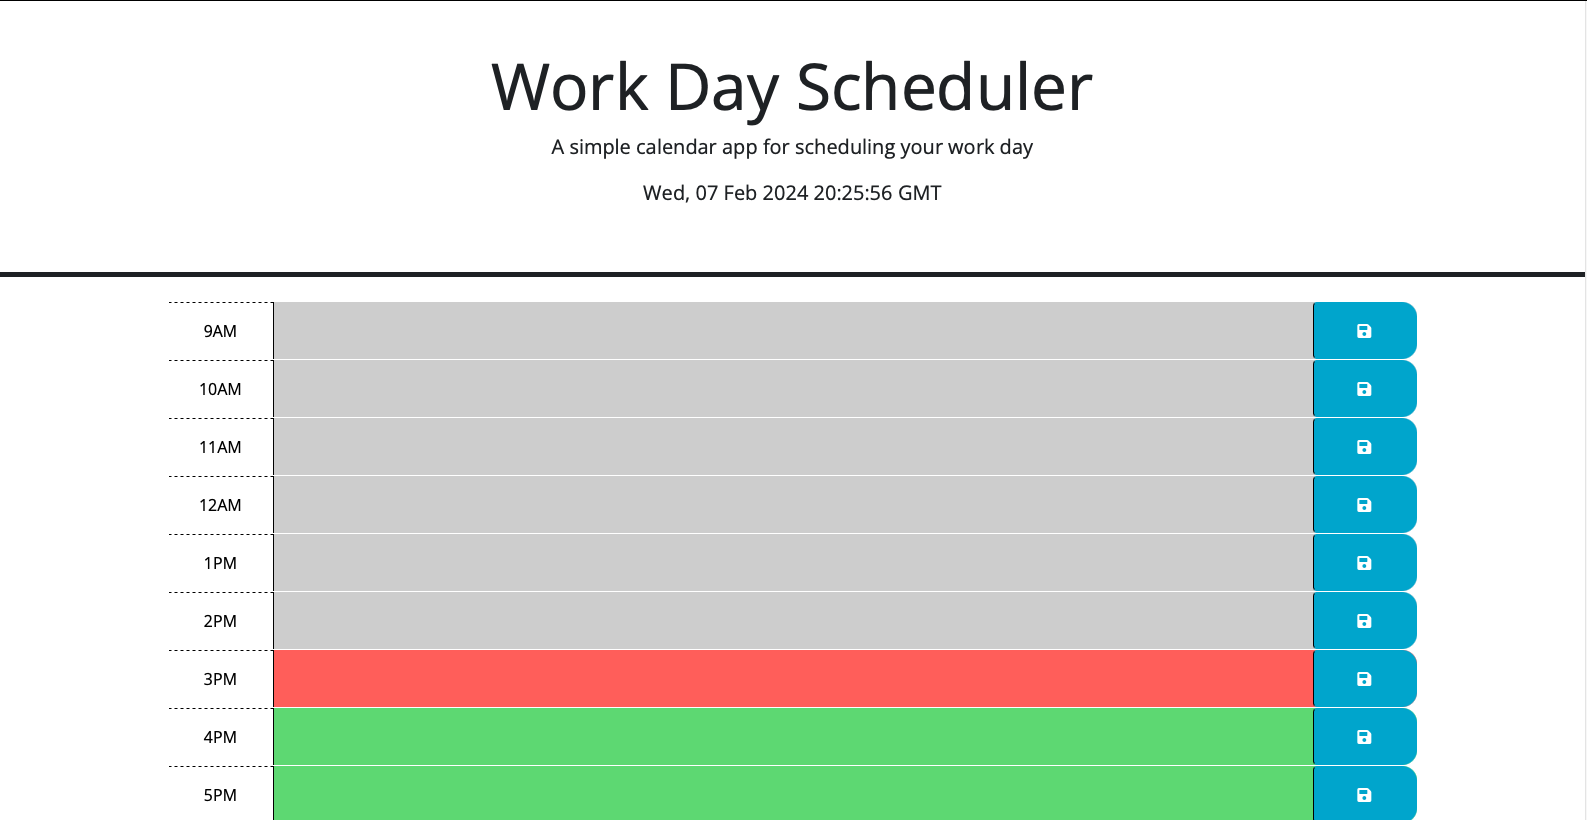 Work Day Scheduler
A simple calendar app for scheduling your work day
Wed, 07 Feb 2024 20:25:56 GMT
9AM
10AM
11AM
12AM
1PM
2PM
3PM
4PM
5PM